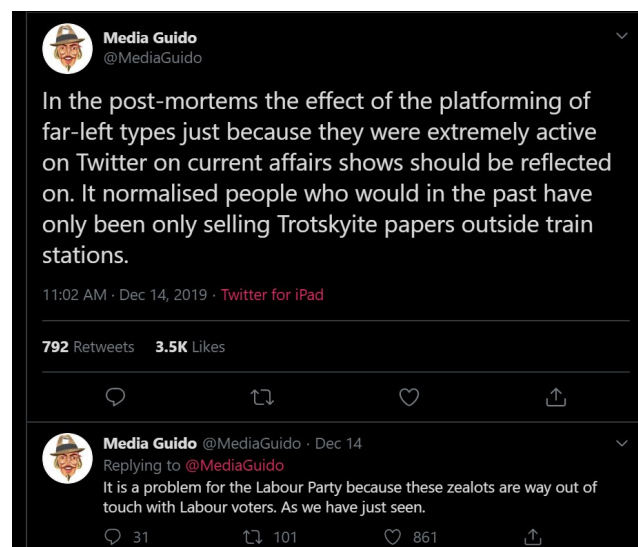 Media Guido
@MediaGuido
In the post-mortems the effect of the platforming of
far-left types just because they were extremely active
on Twitter on current affairs shows should be reflected
on. It normalised people who would in the past have
only been only selling Trotskyite papers outside train
stations.
11:02 AM · Dec 14, 2019 · Twitter for iPad
792 Retweets 3.5K Likes
Media Guido @MediaGuido · Dec 14
Replying to @MediaGuido
It is a problem for the Labour Party because these zealots are way out of
touch with Labour voters. As we have just seen.
31 101 861